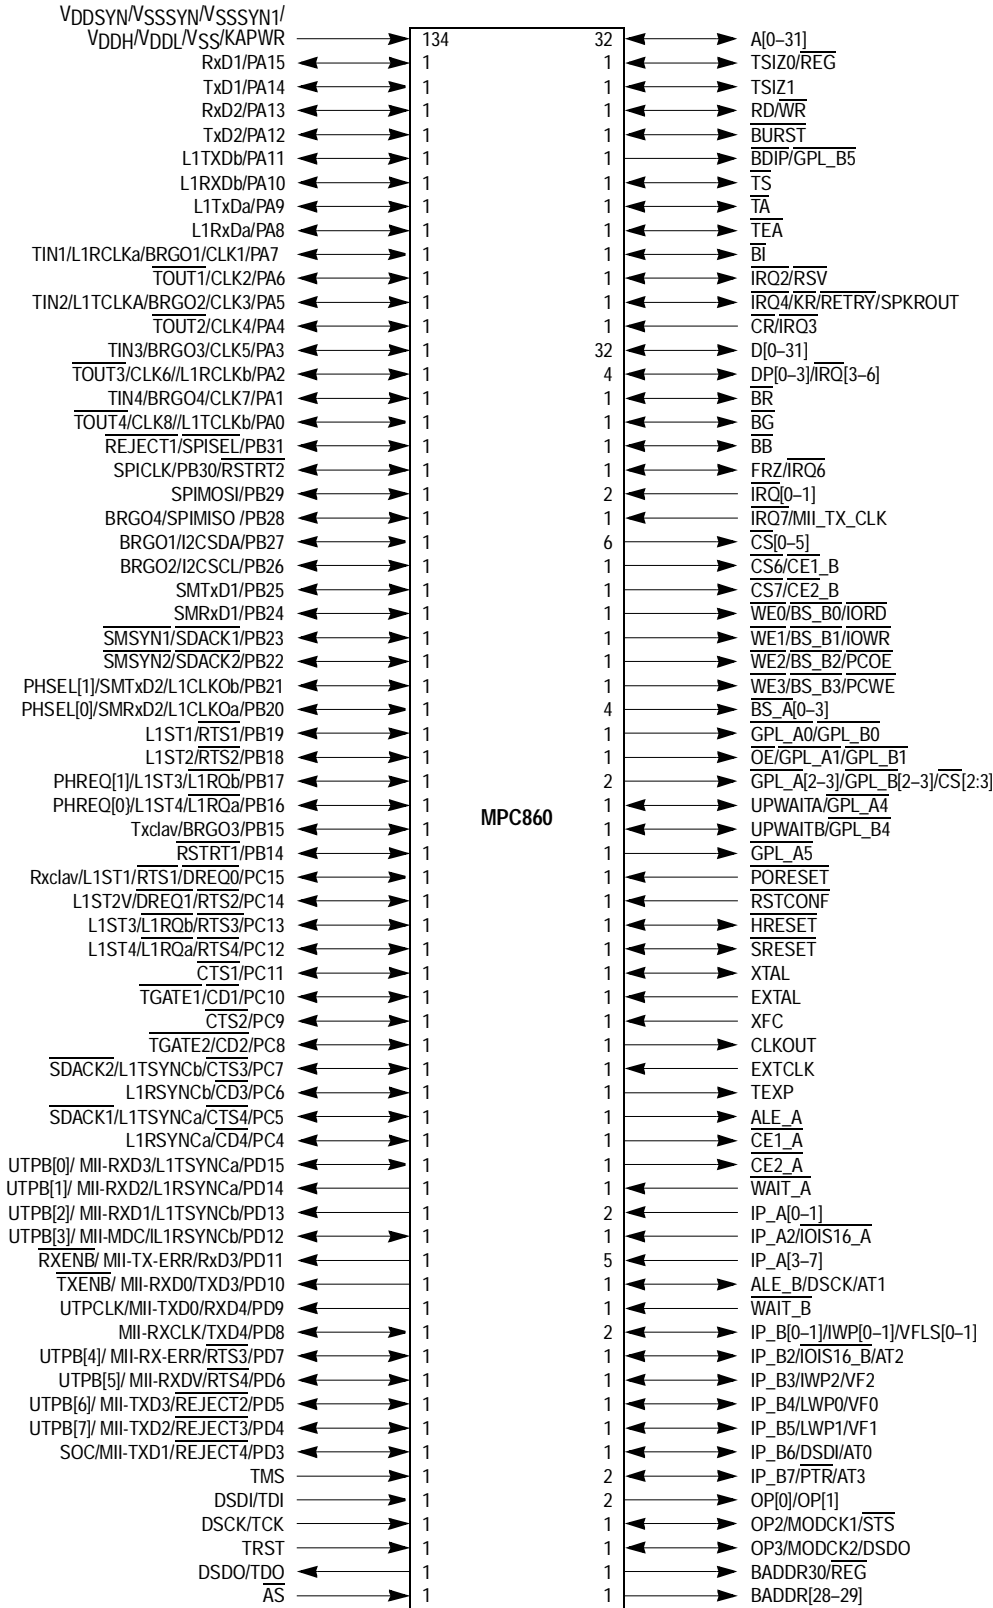 VDDSYN/VSSSYN/VSSSYN1/
VDDH/VDDL/VSS/KAPWR 134 32 A[0–31]
RxD1/PA15 1 1 TSIZ0/REG
TxD1/PA14 1 1 TSIZ1
RxD2/PA13 1 1 RD/WR
TxD2/PA12 1 1 BURST
L1TXDb/PA11 1 1 BDIP/GPL_B5
L1RXDb/PA10 1 1 TS
L1TxDa/PA9 1 1 TA
L1RxDa/PA8 1 1 TEA
TIN1/L1RCLKa/BRGO1/CLK1/PA7 1 1 BI
TOUT1/CLK2/PA6 1 1 IRQ2/RSV
TIN2/L1TCLKA/BRGO2/CLK3/PA5 1 1 IRQ4/KR/RETRY/SPKROUT
TOUT2/CLK4/PA4 1 1 CR/IRQ3
TIN3/BRGO3/CLK5/PA3 1 32 D[0–31]
TOUT3/CLK6//L1RCLKb/PA2 1 4 DP[0–3]/IRQ[3–6]
TIN4/BRGO4/CLK7/PA1 1 1 BR
TOUT4/CLK8//L1TCLKb/PA0 1 1 BG
REJECT1/SPISEL/PB31 1 1 BB
SPICLK/PB30/RSTRT2 1 1 FRZ/IRQ6
SPIMOSI/PB29 1 2 IRQ[0–1]
BRGO4/SPIMISO /PB28 1 1 IRQ7/MII_TX_CLK
BRGO1/I2CSDA/PB27 1 6 CS[0–5]
BRGO2/I2CSCL/PB26 1 1 CS6/CE1_B
SMTxD1/PB25 1 1 CS7/CE2_B
SMRxD1/PB24 1 1 WE0/BS_B0/IORD
SMSYN1/SDACK1/PB23 1 1 WE1/BS_B1/IOWR
SMSYN2/SDACK2/PB22 1 1 WE2/BS_B2/PCOE
PHSEL[1]/SMTxD2/L1CLKOb/PB21 1 1 WE3/BS_B3/PCWE
PHSEL[0]/SMRxD2/L1CLKOa/PB20 1 4 BS_A[0–3]
L1ST1/RTS1/PB19 1 1 GPL_A0/GPL_B0
L1ST2/RTS2/PB18 1 1 OE/GPL_A1/GPL_B1
PHREQ[1]/L1ST3/L1RQb/PB17 1 2 GPL_A[2–3]/GPL_B[2–3]/CS[2:3]
PHREQ[0}/L1ST4/L1RQa/PB16 1 1 UPWAITA/GPL_A4
MPC860
Txclav/BRGO3/PB15 1 1 UPWAITB/GPL_B4
RSTRT1/PB14 1 1 GPL_A5
Rxclav/L1ST1/RTS1/DREQ0/PC15 1 1 PORESET
L1ST2V/DREQ1/RTS2/PC14 1 1 RSTCONF
L1ST3/L1RQb/RTS3/PC13 1 1 HRESET
L1ST4/L1RQa/RTS4/PC12 1 1 SRESET
CTS1/PC11 1 1 XTAL
TGATE1/CD1/PC10 1 1 EXTAL
CTS2/PC9 1 1 XFC
TGATE2/CD2/PC8 1 1 CLKOUT
SDACK2/L1TSYNCb/CTS3/PC7 1 1 EXTCLK
L1RSYNCb/CD3/PC6 1 1 TEXP
SDACK1/L1TSYNCa/CTS4/PC5 1 1 ALE_A
L1RSYNCa/CD4/PC4 1 1 CE1_A
UTPB[0]/ MII-RXD3/L1TSYNCa/PD15 1 1 CE2_A
UTPB[1]/ MII-RXD2/L1RSYNCa/PD14 1 1 WAIT_A
UTPB[2]/ MII-RXD1/L1TSYNCb/PD13 1 2 IP_A[0–1]
UTPB[3]/ MII-MDC/IL1RSYNCb/PD12 1 1 IP_A2/IOIS16_A
RXENB/ MII-TX-ERR/RxD3/PD11 1 5 IP_A[3–7]
TXENB/ MII-RXD0/TXD3/PD10 1 1 ALE_B/DSCK/AT1
UTPCLK/MII-TXD0/RXD4/PD9 1 1 WAIT_B
MII-RXCLK/TXD4/PD8 1 2 IP_B[0–1]/IWP[0–1]/VFLS[0–1]
UTPB[4]/ MII-RX-ERR/RTS3/PD7 1 1 IP_B2/IOIS16_B/AT2
UTPB[5]/ MII-RXDV/RTS4/PD6 1 1 IP_B3/IWP2/VF2
UTPB[6]/ MII-TXD3/REJECT2/PD5 1 1 IP_B4/LWP0/VF0
UTPB[7]/ MII-TXD2/REJECT3/PD4 1 1 IP_B5/LWP1/VF1
SOC/MII-TXD1/REJECT4/PD3 1 1 IP_B6/DSDI/AT0
TMS 1 2 IP_B7/PTR/AT3
DSDI/TDI 1 2 OP[0]/OP[1]
DSCK/TCK 1 1 OP2/MODCK1/STS
TRST 1 1 OP3/MODCK2/DSDO
DSDO/TDO 1 1 BADDR30/REG
AS 1 1 BADDR[28–29]